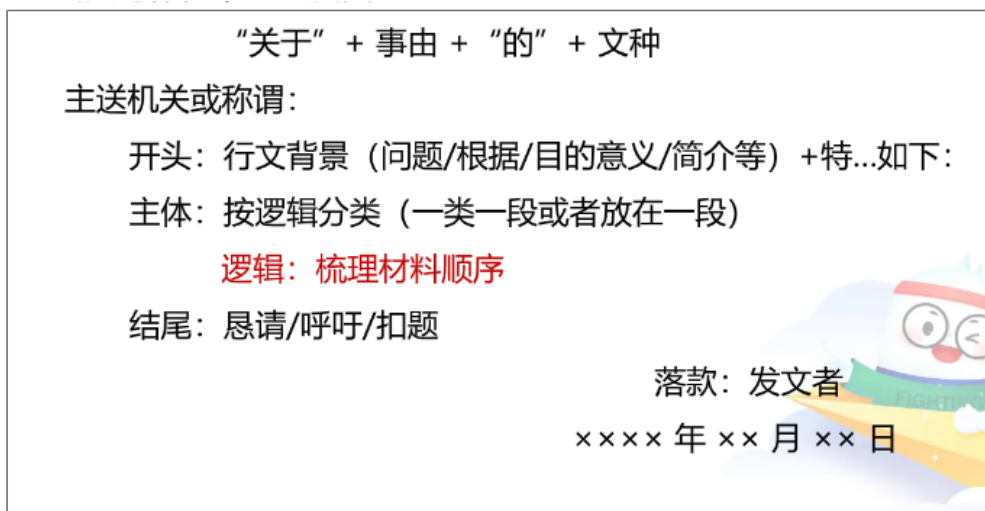 “关于” + 事由 + “的” + 文种
主送机关或称谓：
开头：行文背景（问题/根据/目的意义/简介等）+特...如下：
主体：按逻辑分类（一类一段或者放在一段）
逻辑：梳理材料顺序
结尾：恳请/呼吁/扣题
落款：发文者
FIGHTING
×××× 年 ×× 月 ×× 日